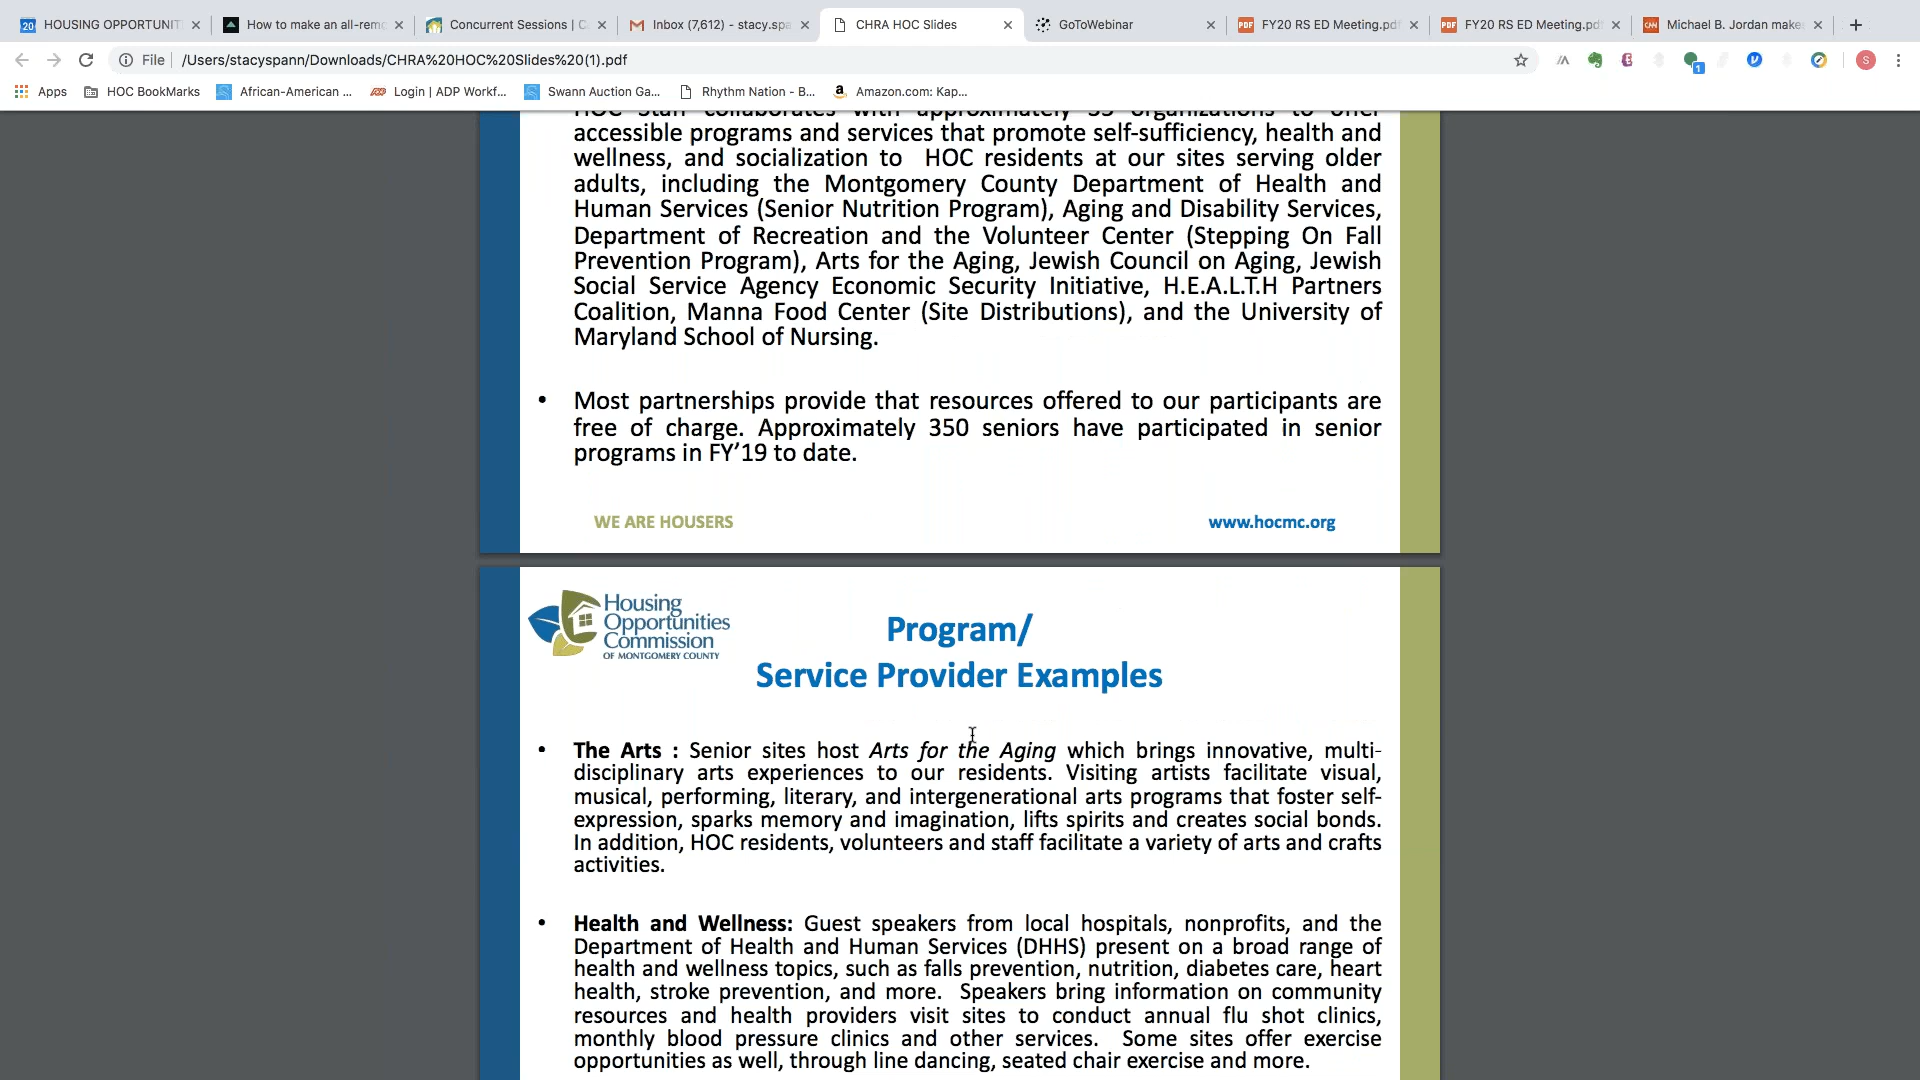 HOUSING OPPORTUNIT
How to make an all-remo
Concurrent Sessions | C
Inbox (7,612) - stacy.spa
CHRA HOC Slides
GoToWebinar
FY20 RS ED Meeting.pdf
FY20 RS ED Meeting.pdf
Michael B. Jordan make
File
/Users/stacyspann/Downloads/CHRA%20HOC%20Slides%20(1).pdf
Apps
HOC BookMarks
African-American ...
Login | ADP Workf...
Swann Auction Ga...
Rhythm Nation - B...
Amazon.com: Kap...
HOC Staff collaborates with approximately 35 organizations to offer
accessible programs and services that promote self-sufficiency, health and
wellness, and socialization to HOC residents at our sites serving older
adults, including the Montgomery County Department of Health and
Human Services (Senior Nutrition Program), Aging and Disability Services,
Department of Recreation and the Volunteer Center (Stepping On Fall
Prevention Program), Arts for the Aging, Jewish Council on Aging, Jewish
Social Service Agency Economic Security Initiative, H.E.A.L.T.H Partners
Coalition, Manna Food Center (Site Distributions), and the University of
Maryland School of Nursing.
• Most partnerships provide that resources offered to our participants are
free of charge. Approximately 350 seniors have participated in senior
programs in FY’19 to date.
WE ARE HOUSERS
www.hocmc.org
Housing
Opportunities
Commission
OF MONTGOMERY COUNTY
Program/
Service Provider Examples
• The Arts : Senior sites host Arts for the Aging which brings innovative, multi-
disciplinary arts experiences to our residents. Visiting artists facilitate visual,
musical, performing, literary, and intergenerational arts programs that foster self-
expression, sparks memory and imagination, lifts spirits and creates social bonds.
In addition, HOC residents, volunteers and staff facilitate a variety of arts and crafts
activities.
• Health and Wellness: Guest speakers from local hospitals, nonprofits, and the
Department of Health and Human Services (DHHS) present on a broad range of
health and wellness topics, such as falls prevention, nutrition, diabetes care, heart
health, stroke prevention, and more. Speakers bring information on community
resources and health providers visit sites to conduct annual flu shot clinics,
monthly blood pressure clinics and other services. Some sites offer exercise
opportunities as well, through line dancing, seated chair exercise and more.